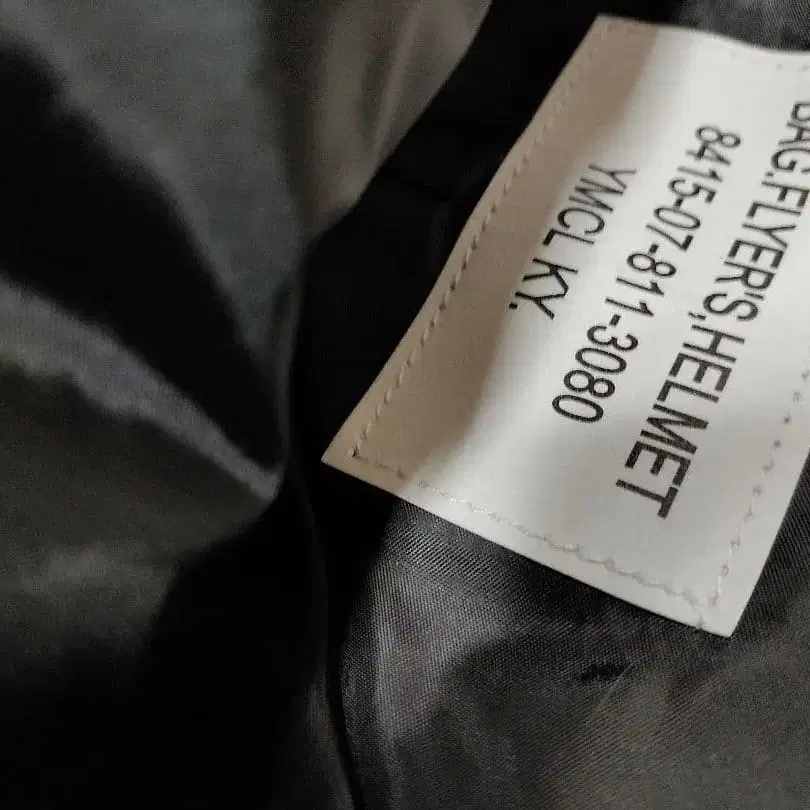 BAG.FLYER'S,HELMET
8415-07-811-3080
YMCL KY.